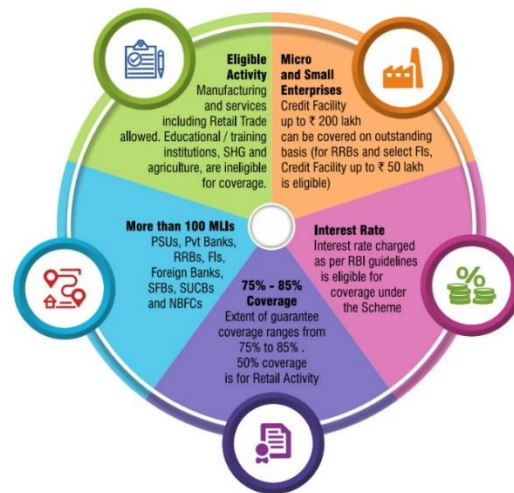 Eligible
Activity
Manufacturing
and services
including Retail Trade
allowed. Educational / training
institutions, SHG and
agriculture, are ineligible
for coverage.
Micro
and Small
Enterprises
Credit Facility
up to ₹ 200 lakh
can be covered on outstanding
basis (for RRBs and select FIs,
Credit Facility up to ₹ 50 lakh
is eligible)
More than 100 MLIs
PSUs, Pvt Banks,
RRBs, FIs,
Foreign Banks,
SFBs, SUCBs
and NBFCs
75% - 85%
Coverage
Extent of guarantee
coverage ranges from
75% to 85% .
50% coverage
is for Retail Activity
Interest Rate
Interest rate charged
as per RBI guidelines
is eligible for
coverage under
the Scheme
%